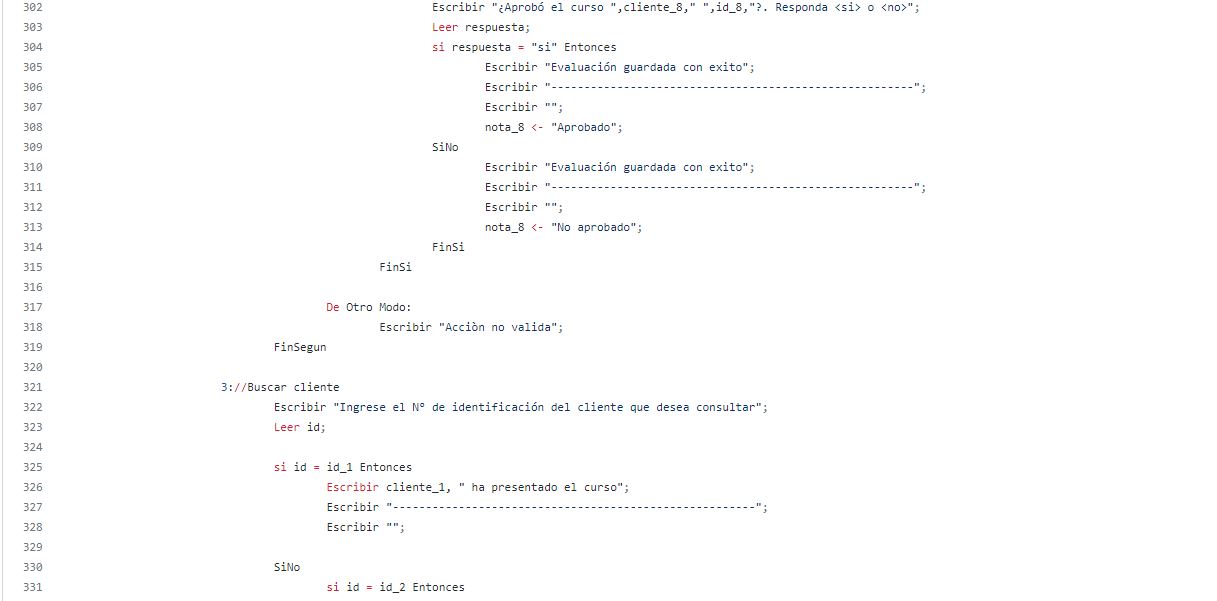 302 Escribir "¿Aprobó el curso ",cliente_8," ",id_8,"?. Responda <si> o <no>";
303 Leer respuesta;
304 si respuesta = "si" Entonces
305 Escribir "Evaluación guardada con exito";
306 Escribir "-------------------------------------------------------";
307 Escribir "";
308 nota_8 <- "Aprobado";
309 SiNo
310 Escribir "Evaluación guardada con exito";
311 Escribir "-------------------------------------------------------";
312 Escribir "";
313 nota_8 <- "No aprobado";
314 FinSi
315 FinSi
316
317 De Otro Modo:
318 Escribir "Acciòn no valida";
319 FinSegun
320
321 3://Buscar cliente
322 Escribir "Ingrese el Nº de identificación del cliente que desea consultar";
323 Leer id;
324
325 si id = id_1 Entonces
326 Escribir cliente_1, " ha presentado el curso";
327 Escribir "-------------------------------------------------------";
328 Escribir "";
329
330 SiNo
331 si id = id_2 Entonces